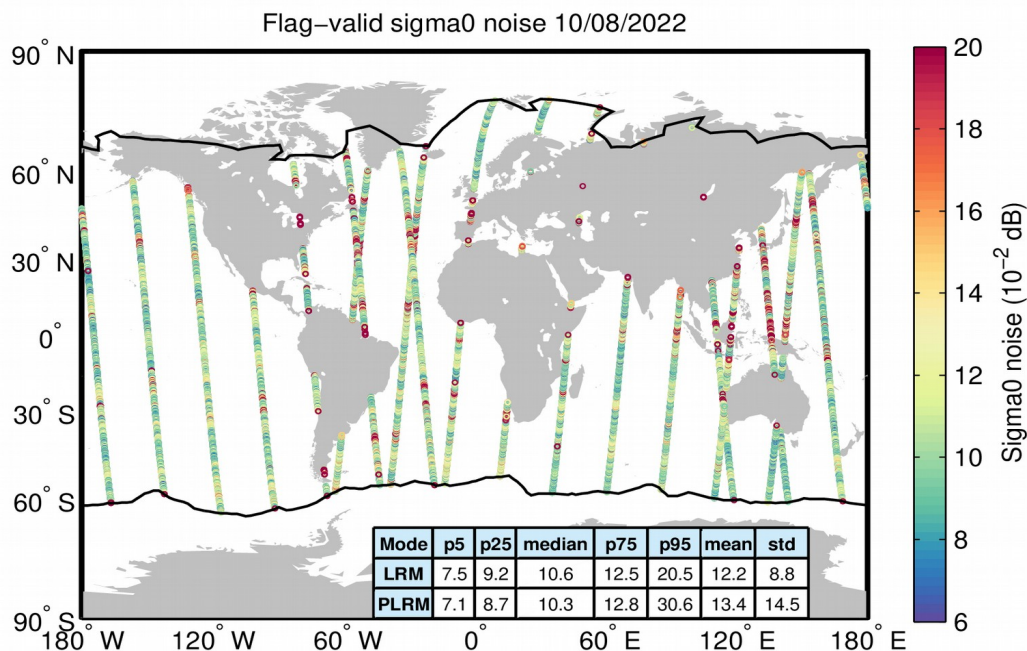 Flag−valid sigma0 noise 10/08/2022
90° N
60° N
30° N
0°
30° S
60° S
90° S
180° W
120° W
60° W
0°
60° E
120° E
180° E
20
18
16
14
12
10
8
6
Sigma0 noise (10⁻² dB)
Mode p5 p25 median p75 p95 mean std
LRM 7.5 9.2 10.6 12.5 20.5 12.2 8.8
PLRM 7.1 8.7 10.3 12.8 30.6 13.4 14.5